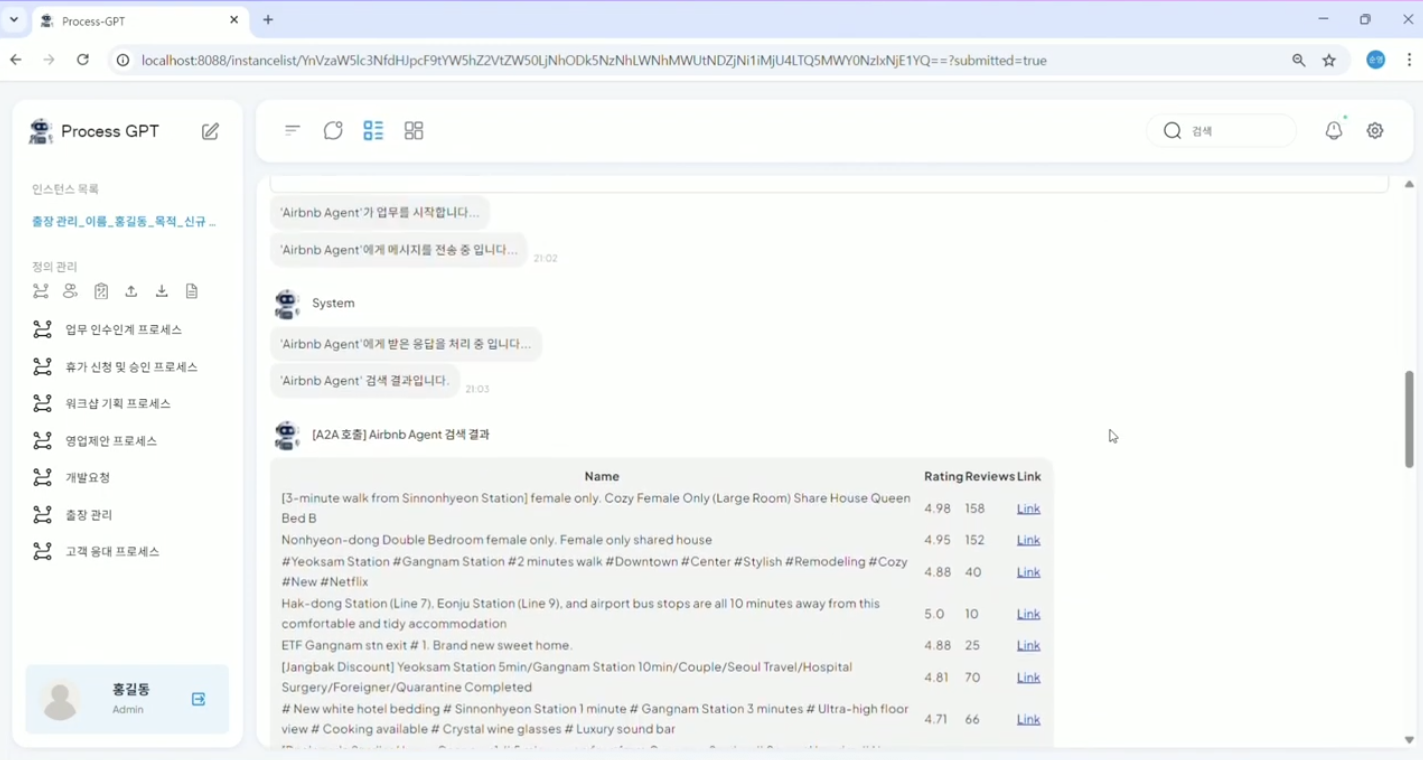 Process-GPT
localhost:8088/instancelist/YnVzaW5lc3NfdHJpcF9tYW5hZ2VtZW50LjNhODk5NzNhLWNhMWUtNDZjNi1iMjU4LTQ5MWY0NzIxNjE1YQ==?submitted=true
Process GPT
검색
인스턴스 목록
출장 관리_이름_홍길동_목적_신규 ...
정의 관리
업무 인수인계 프로세스
휴가 신청 및 승인 프로세스
워크샵 기획 프로세스
영업제안 프로세스
개발요청
출장 관리
고객 응대 프로세스
홍길동
Admin
'Airbnb Agent'가 업무를 시작합니다...
'Airbnb Agent'에게 메시지를 전송 중 입니다...
21:02
System
'Airbnb Agent'에게 받은 응답을 처리 중 입니다...
'Airbnb Agent' 검색 결과입니다.
21:03
[A2A 호출] Airbnb Agent 검색 결과
Name Rating Reviews Link
[3-minute walk from Sinnonhyeon Station] female only. Cozy Female Only (Large Room) Share House Queen
Bed B
4.98 158 Link
Nonhyeon-dong Double Bedroom female only. Female only shared house 4.95 152 Link
#Yeoksam Station #Gangnam Station #2 minutes walk #Downtown #Center #Stylish #Remodeling #Cozy
#New #Netflix
4.88 40 Link
Hak-dong Station (Line 7), Eonju Station (Line 9), and airport bus stops are all 10 minutes away from this
comfortable and tidy accommodation
5.0 10 Link
ETF Gangnam stn exit # 1. Brand new sweet home. 4.88 25 Link
[Jangbak Discount] Yeoksam Station 5min/Gangnam Station 10min/Couple/Seoul Travel/Hospital
Surgery/Foreigner/Quarantine Completed
4.81 70 Link
# New white hotel bedding # Sinnonhyeon Station 1 minute # Gangnam Station 3 minutes # Ultra-high floor
view # Cooking available # Crystal wine glasses # Luxury sound bar
4.71 66 Link